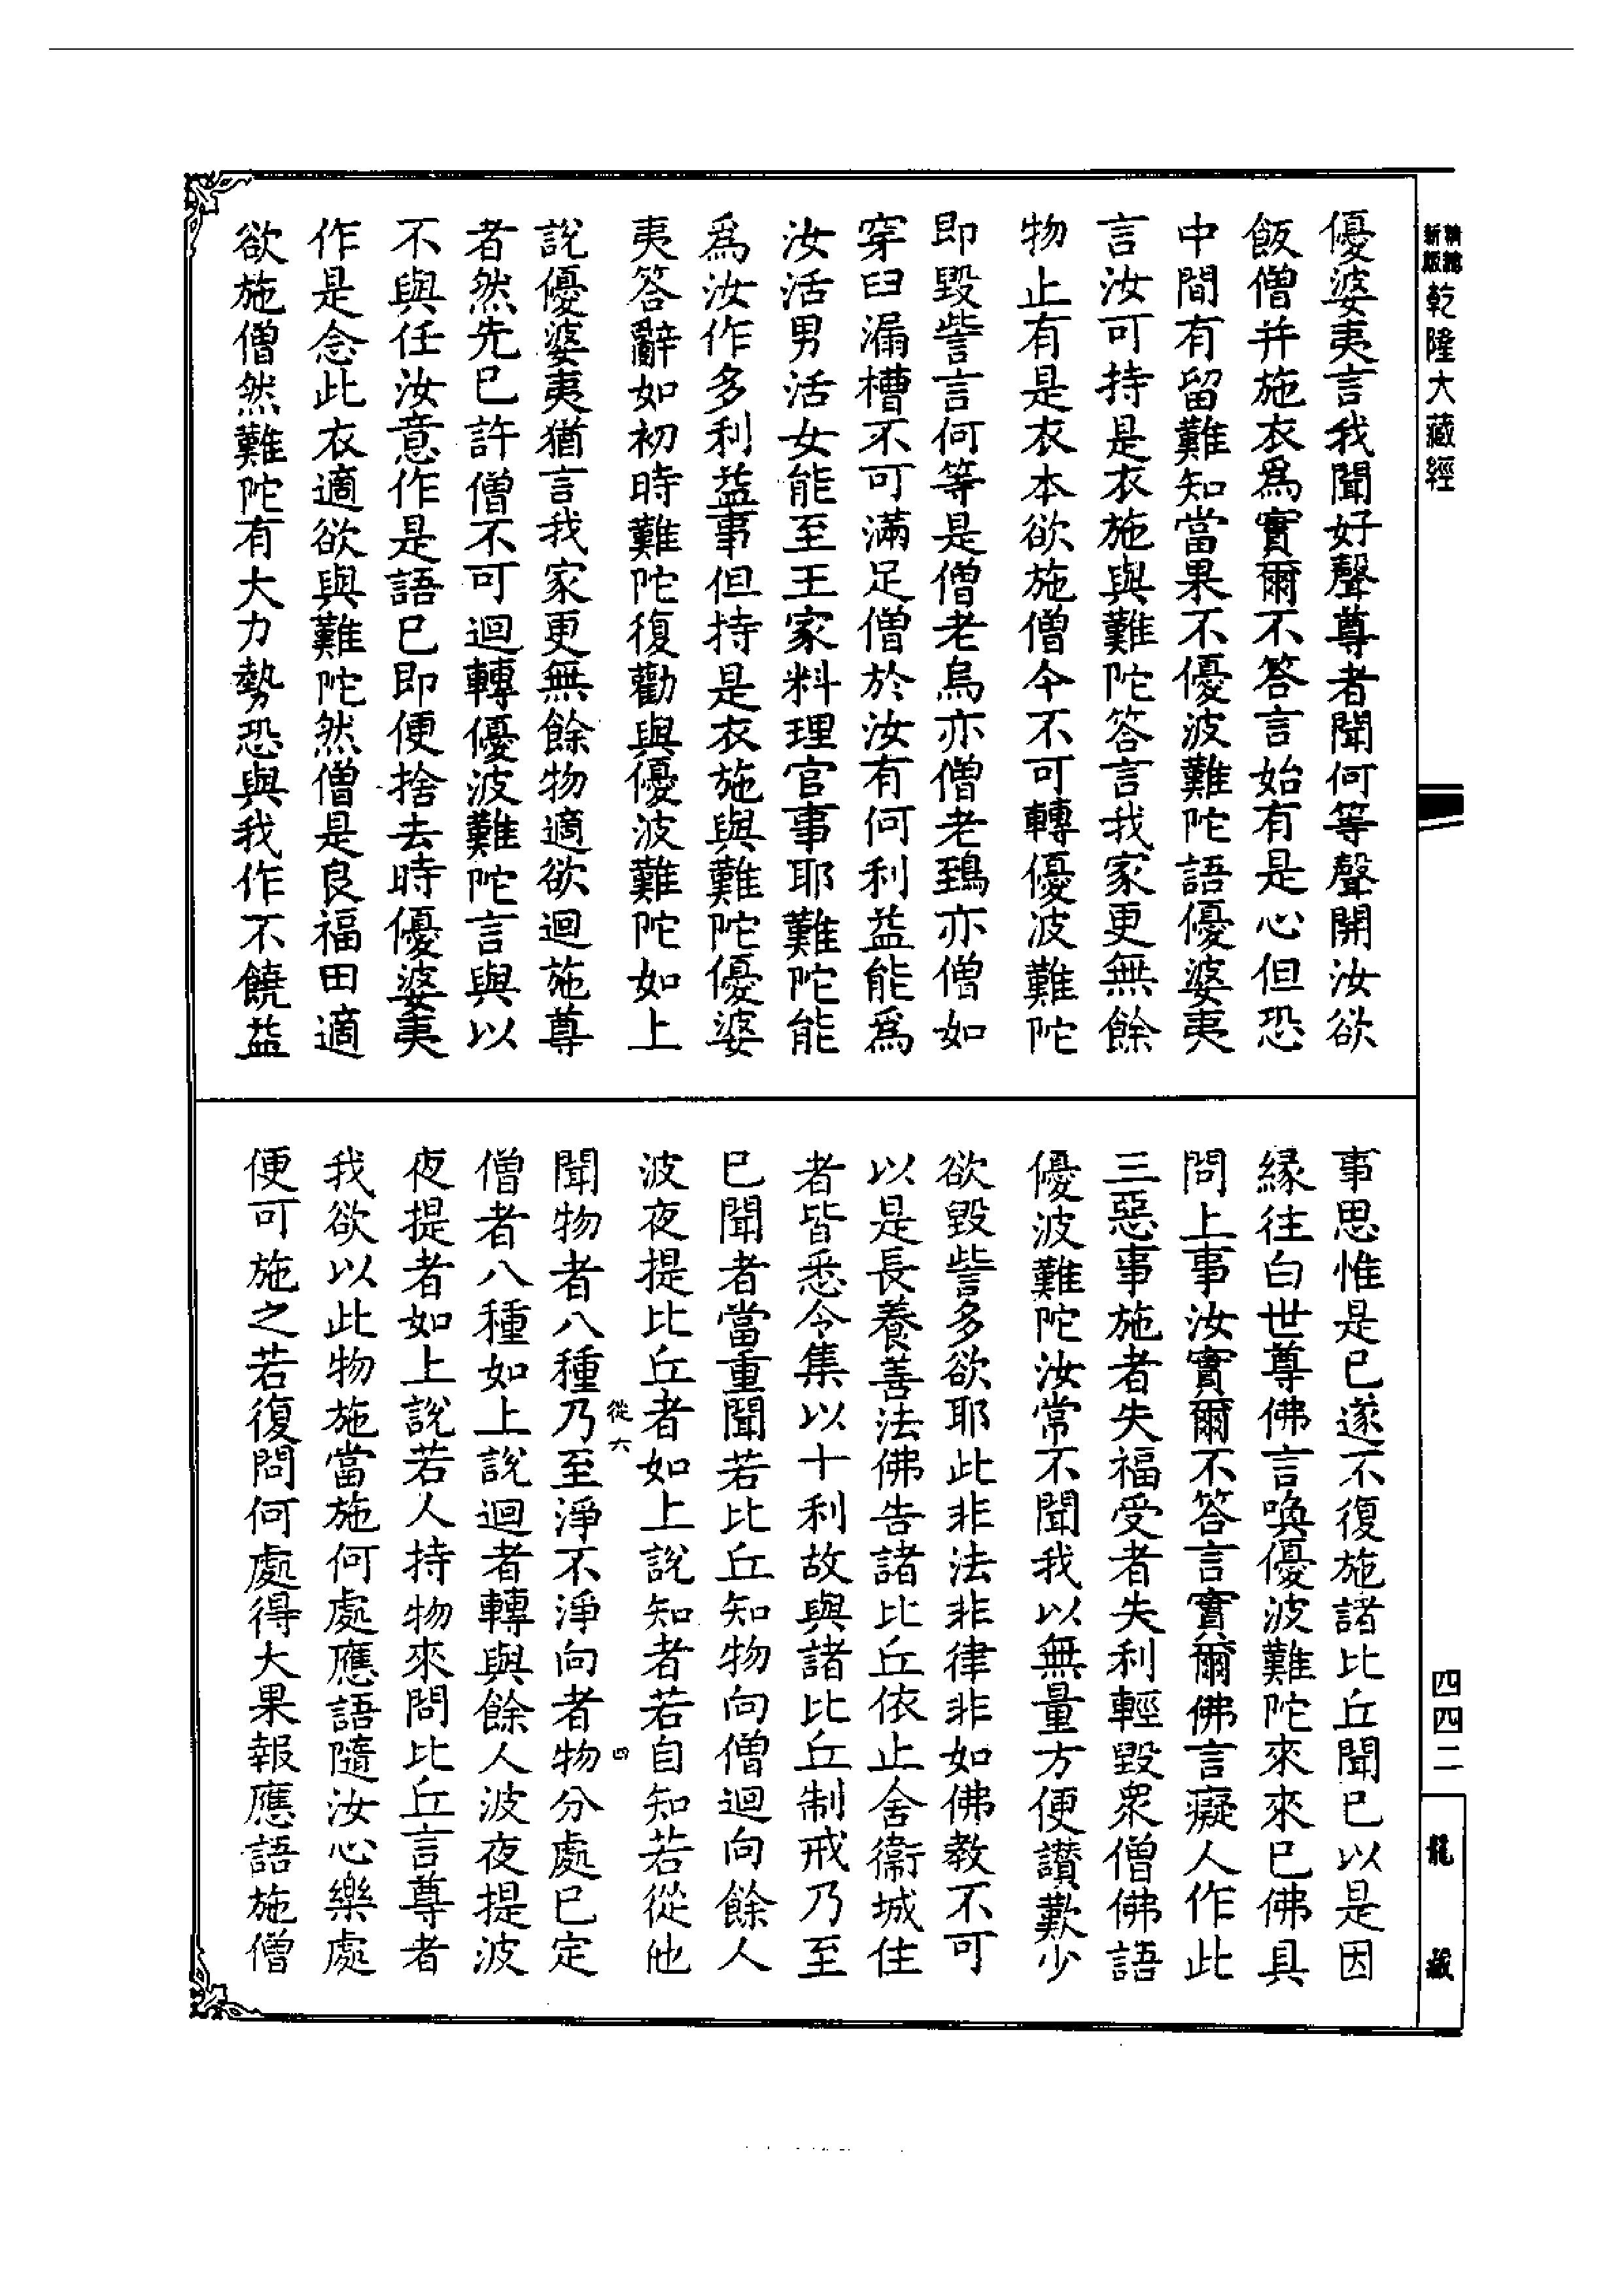 精繕
新版
乾隆大藏經
四四二
龍藏
優婆夷言我聞好聲尊者聞何等聲開汝欲
飯僧并施衣為實爾不答言始有是心但恐
中間有留難知當果不優波難陀語優婆夷
言汝可持是衣施與難陀答言我家更無餘
物止有是衣本欲施僧今不可轉優波難陀
即毀訾言何等是僧老烏亦僧老鵄亦僧如
穿臼漏槽不可滿足僧於汝有何利益能為
汝活男活女能至王家料理官事耶難陀能
為汝作多利益事但持是衣施與難陀優婆
夷答辭如初時難陀復勸與優波難陀如上
說優婆夷猶言我家更無餘物適欲迴施尊
者然先已許僧不可迴轉優波難陀言與以
不與任汝意作是語已即便捨去時優婆夷
作是念此衣適欲與難陀然僧是良福田適
欲施僧然難陀有大力勢恐與我作不饒益
事思惟是已遂不復施諸比丘聞已以是因
緣往白世尊佛言喚優波難陀來來已佛具
問上事汝實爾不答言實爾佛言癡人作此
三惡事施者失福受者失利輕毀眾僧佛語
優波難陀汝常不聞我以無量方便讚歎少
欲毀訾多欲耶此非法非律非如佛教不可
以是長養善法佛告諸比丘依止舍衛城住
者皆悉令集以十利故與諸比丘制戒乃至
已聞者當重聞若比丘知物向僧迴向餘人
波夜提比丘者如上說知者若自知若從他
從六
四
聞物者八種乃至淨不淨向者物分處已定
僧者八種如上說迴者轉與餘人波夜提波
夜提者如上說若人持物來問比丘言尊者
我欲以此物施當施何處應語隨汝心樂處
便可施之若復問何處得大果報應語施僧